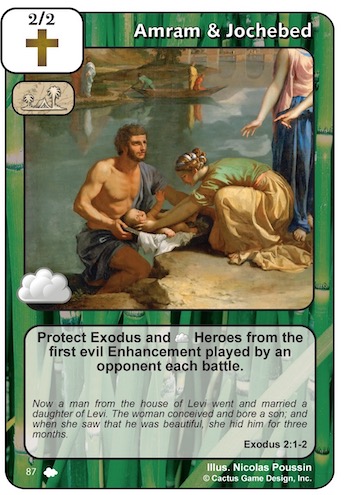 2/2
Amram & Jochebed
Protect Exodus and Heroes from the
first evil Enhancement played by an
opponent each battle.
Now a man from the house of Levi went and married a
daughter of Levi. The woman conceived and bore a son; and
when she saw that he was beautiful, she hid him for three
months.
Exodus 2:1-2
Illus. Nicolas Poussin
87
© Cactus Game Design, Inc.